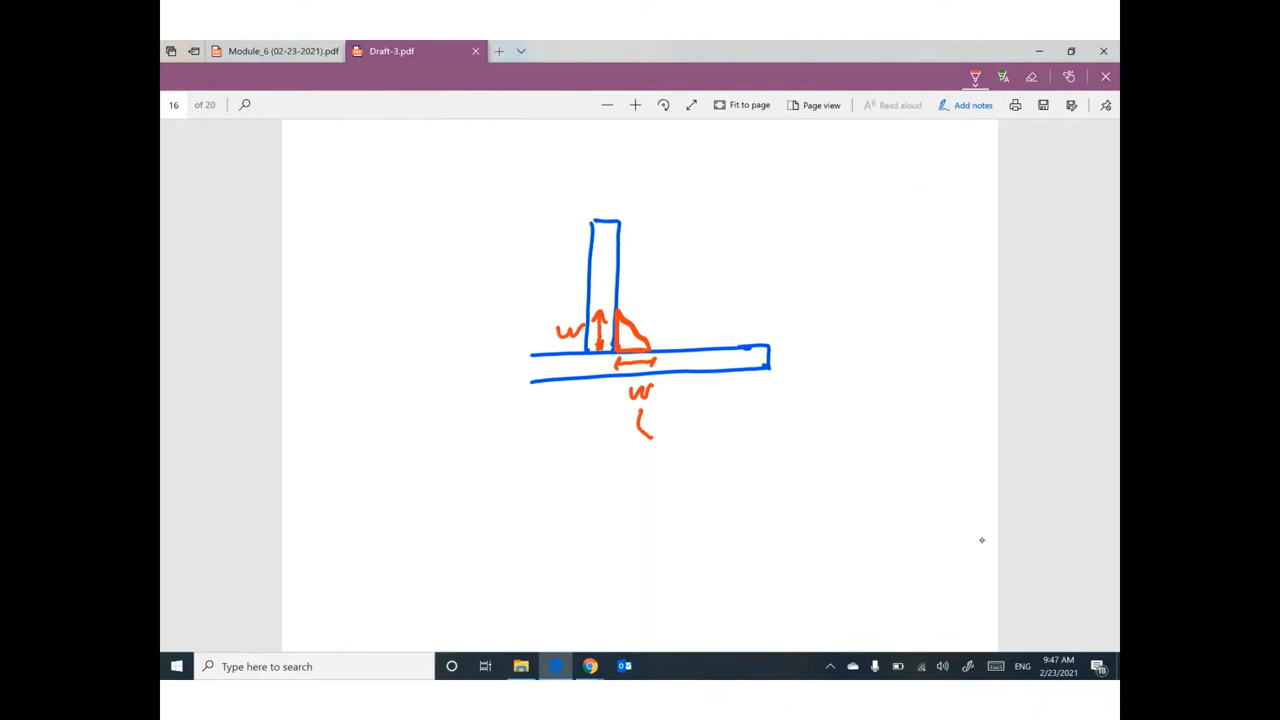 Module_6 (02-23-2021).pdf
Draft-3.pdf
16 of 20
Fit to page
Page view
Read aloud
Add notes
w
w
Type here to search
ENG
9:47 AM
2/23/2021
18